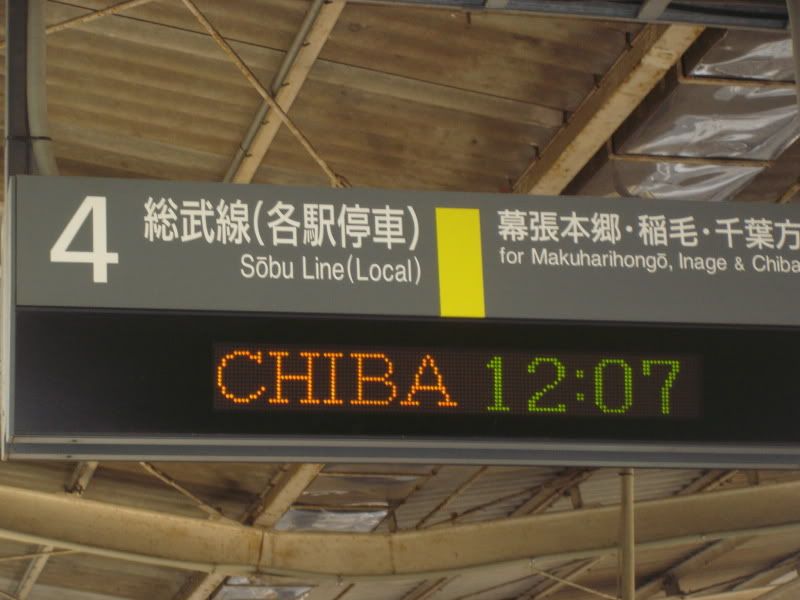 4
総武線(各駅停車)
Sōbu Line(Local)
幕張本郷・稲毛・千葉方
for Makuharihongō, Inage & Chiba
CHIBA 12:07